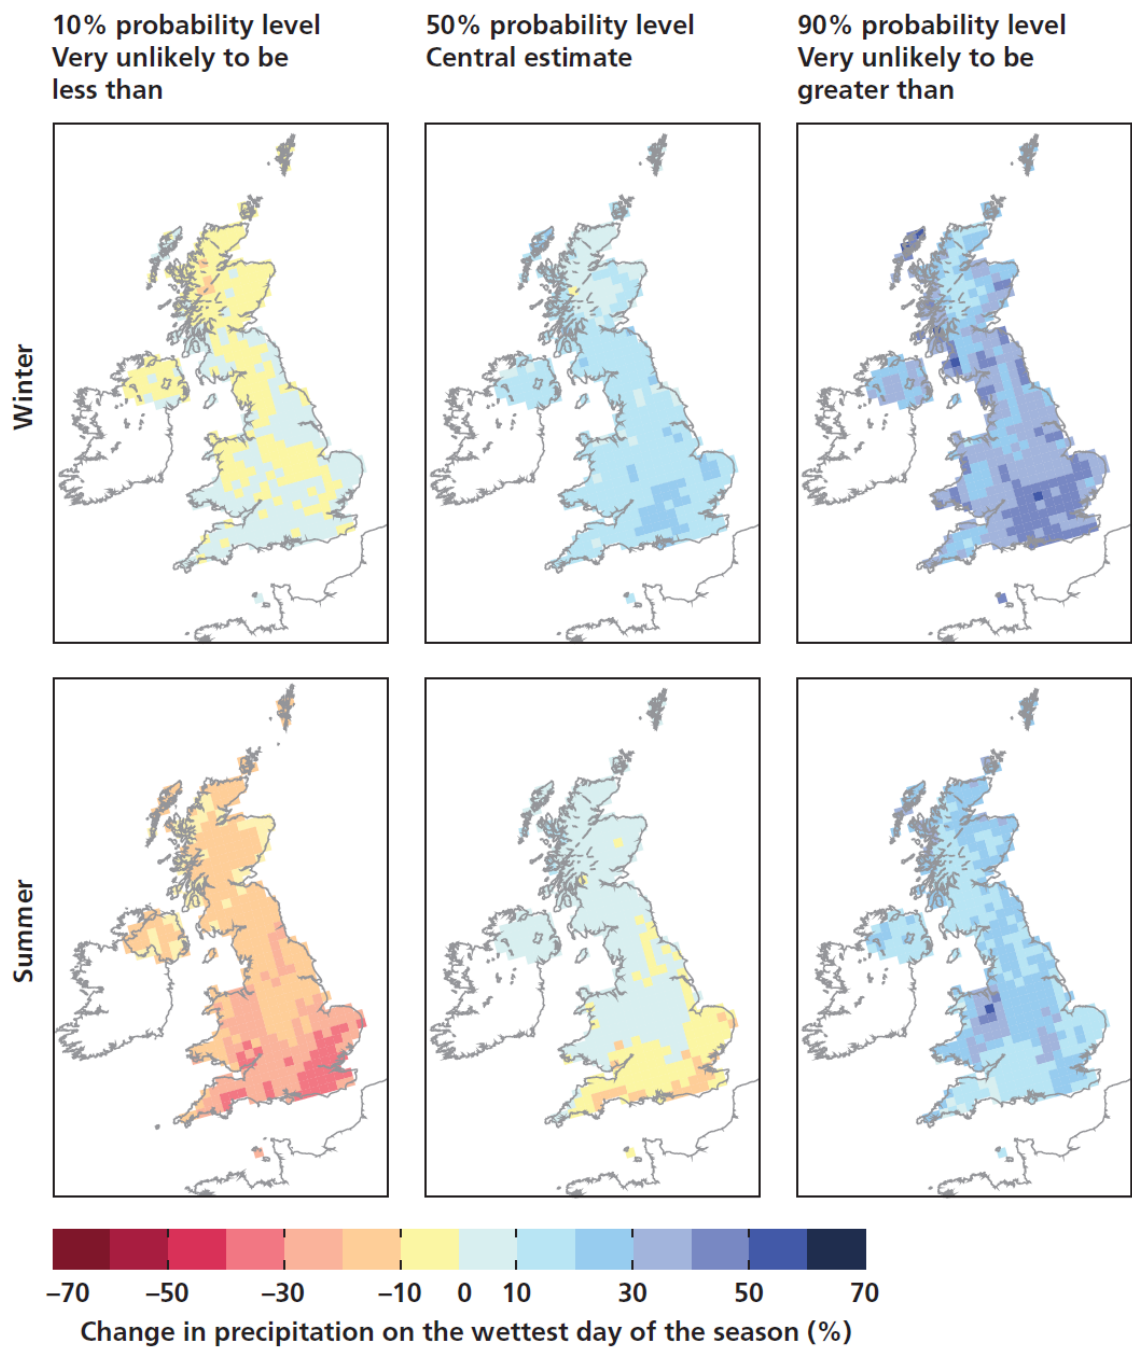 10% probability level
Very unlikely to be
less than
50% probability level
Central estimate
90% probability level
Very unlikely to be
greater than
Winter
Summer
–70 –50 –30 –10 0 10 30 50 70
Change in precipitation on the wettest day of the season (%)